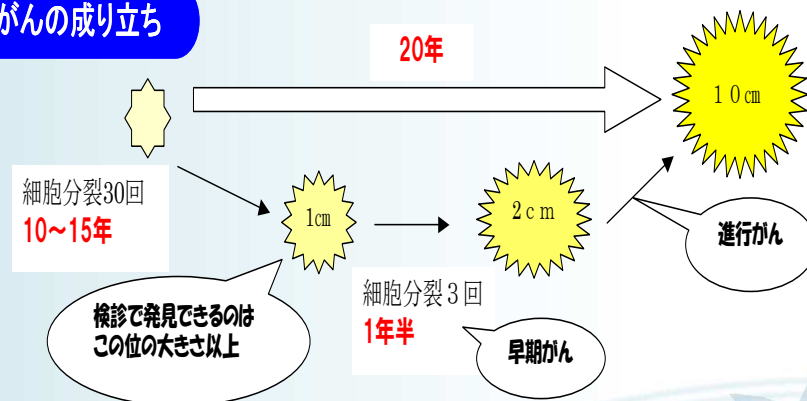 がんの成り立ち
20年
10cm
細胞分裂30回
10~15年
1cm
2cm
進行がん
検診で発見できるのは
この位の大きさ以上
細胞分裂3回
1年半
早期がん